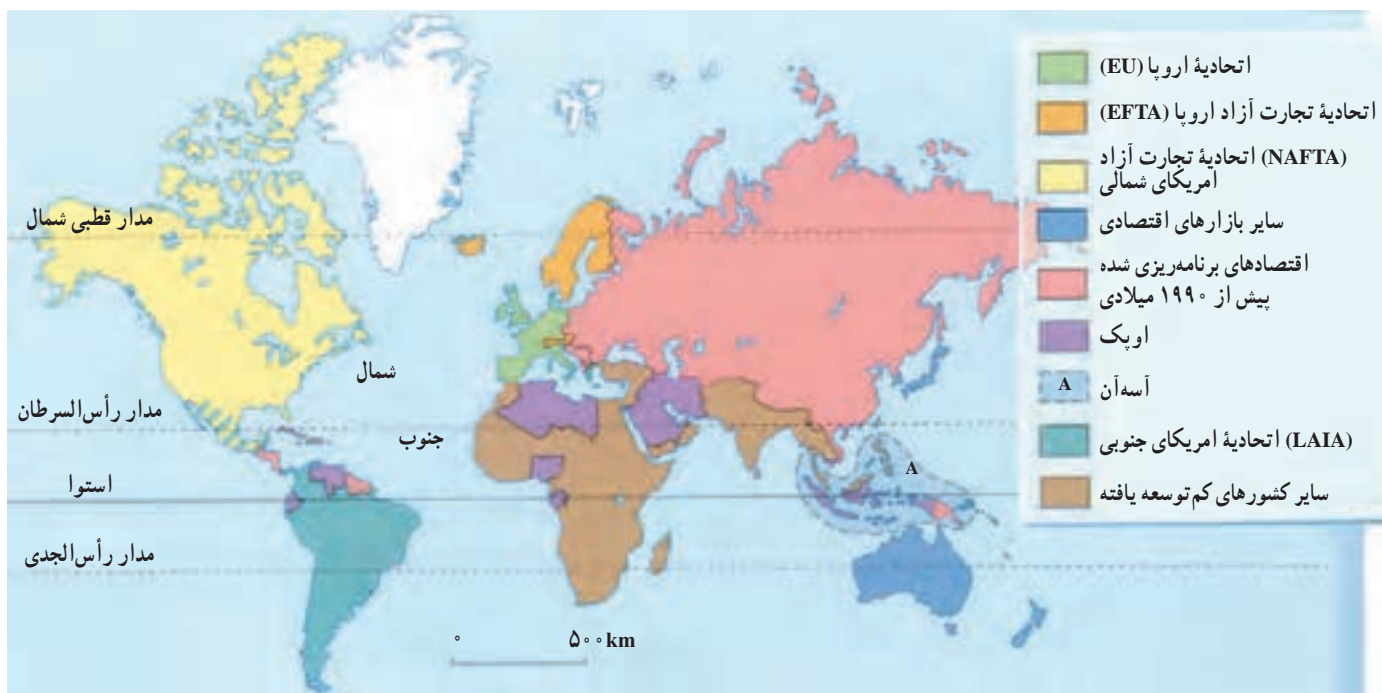 اتحادیهٔ اروپا (EU)
اتحادیهٔ تجارت آزاد اروپا (EFTA)
(NAFTA) اتحادیهٔ تجارت آزاد
امریکای شمالی
سایر بازارهای اقتصادی
اقتصادهای برنامه‌ریزی شده
پیش از ۱۹۹۰ میلادی
اوپک
A
آسه‌آن
(LAIA) اتحادیهٔ امریکای جنوبی
سایر کشورهای کم‌توسعه یافته
مدار قطبی شمال
شمال
مدار رأس‌السرطان
جنوب
A
استوا
مدار رأس‌الجدی
۰ ۵۰۰km